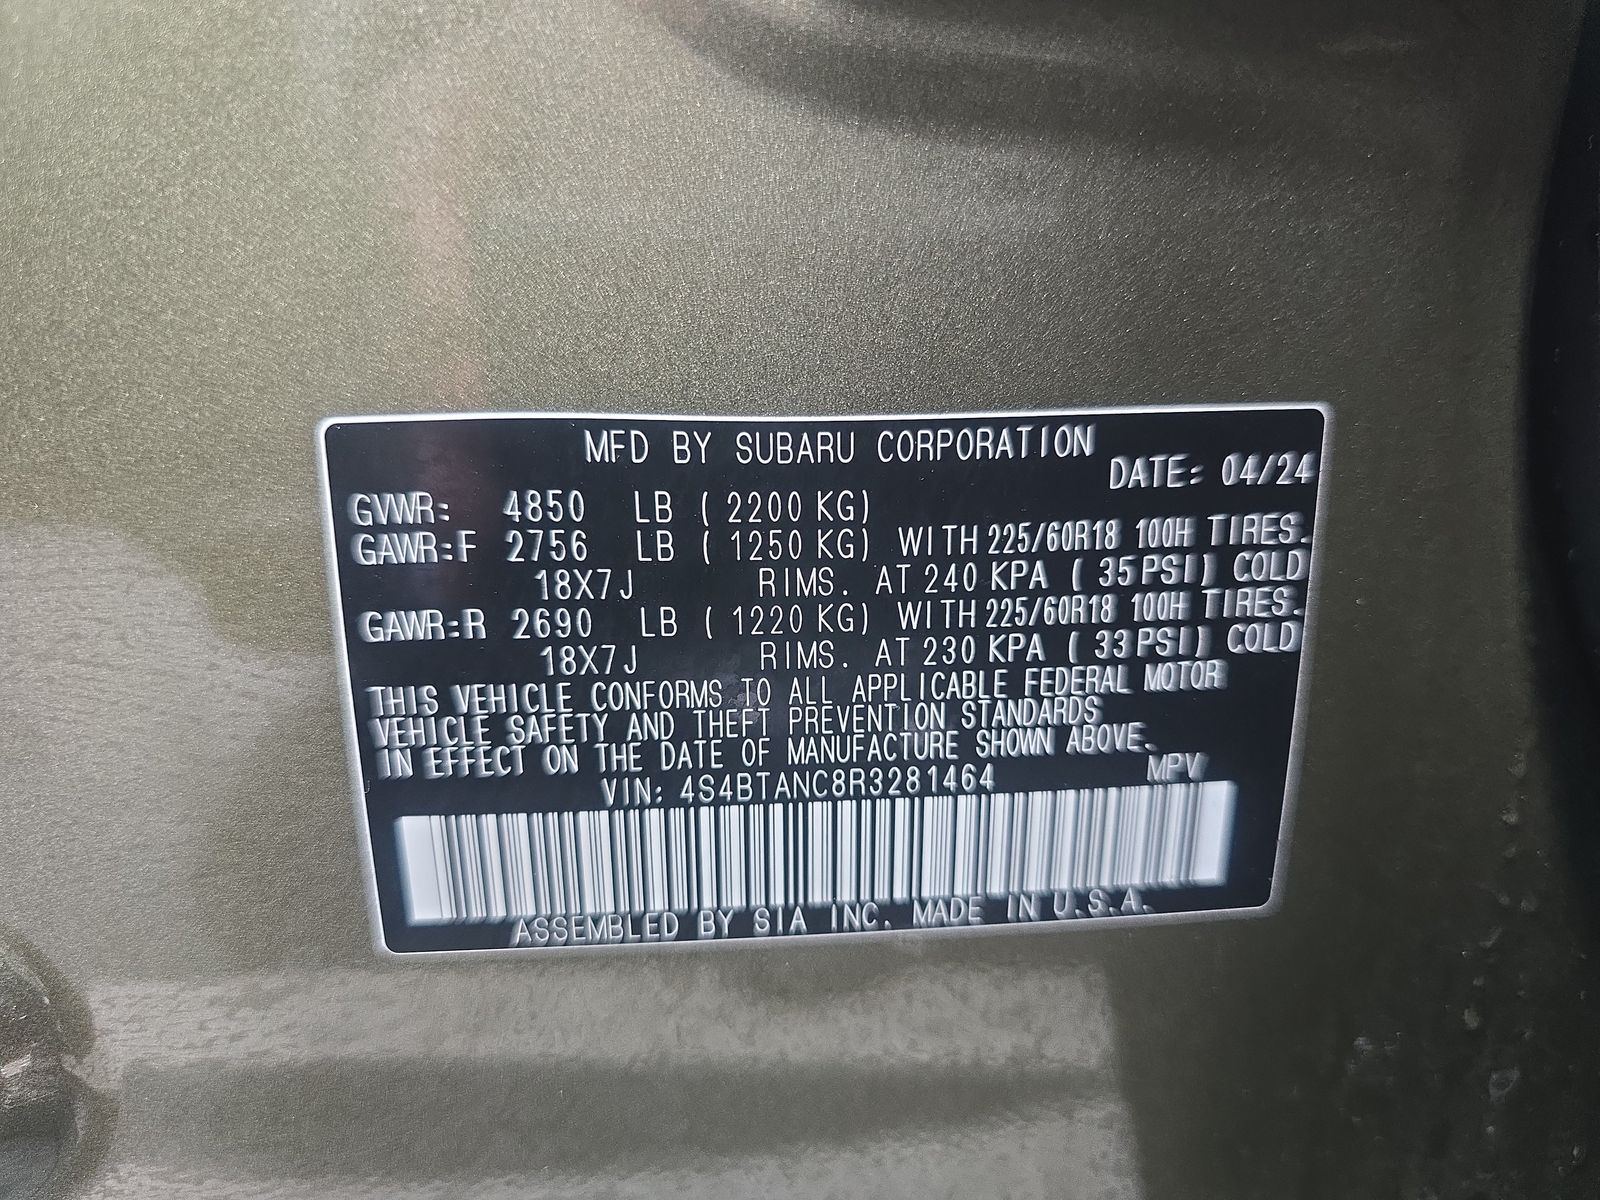 MFD BY SUBARU CORPORATION
DATE: 04/24
GVWR: 4850 LB ( 2200 KG)
GAWR:F 2756 LB ( 1250 KG) WITH 225/60R18 100H TIRES.
18X7J RIMS. AT 240 KPA ( 35 PSI) COLD
GAWR:R 2690 LB ( 1220 KG) WITH 225/60R18 100H TIRES.
18X7J RIMS. AT 230 KPA ( 33 PSI) COLD
THIS VEHICLE CONFORMS TO ALL APPLICABLE FEDERAL MOTOR
VEHICLE SAFETY AND THEFT PREVENTION STANDARDS
IN EFFECT ON THE DATE OF MANUFACTURE SHOWN ABOVE.
VIN: 4S4BTANC8R3281464 MPV
ASSEMBLED BY SIA INC. MADE IN U.S.A.